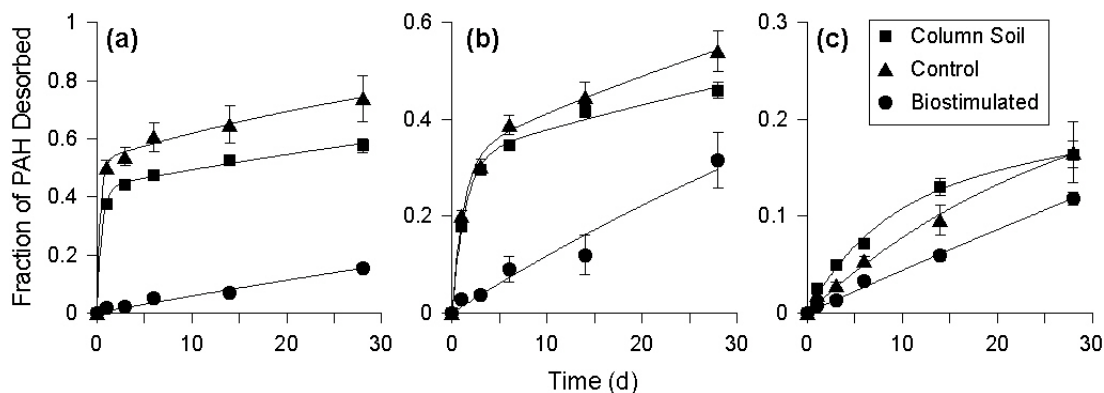 Fraction of PAH Desorbed
1
0.8
0.6
0.4
0.2
0
(a)
0 10 20 30
0.6
0.4
0.2
0
(b)
0 10 20 30
0.3
0.2
0.1
0
(c)
0 10 20 30
Column Soil
Control
Biostimulated
Time (d)